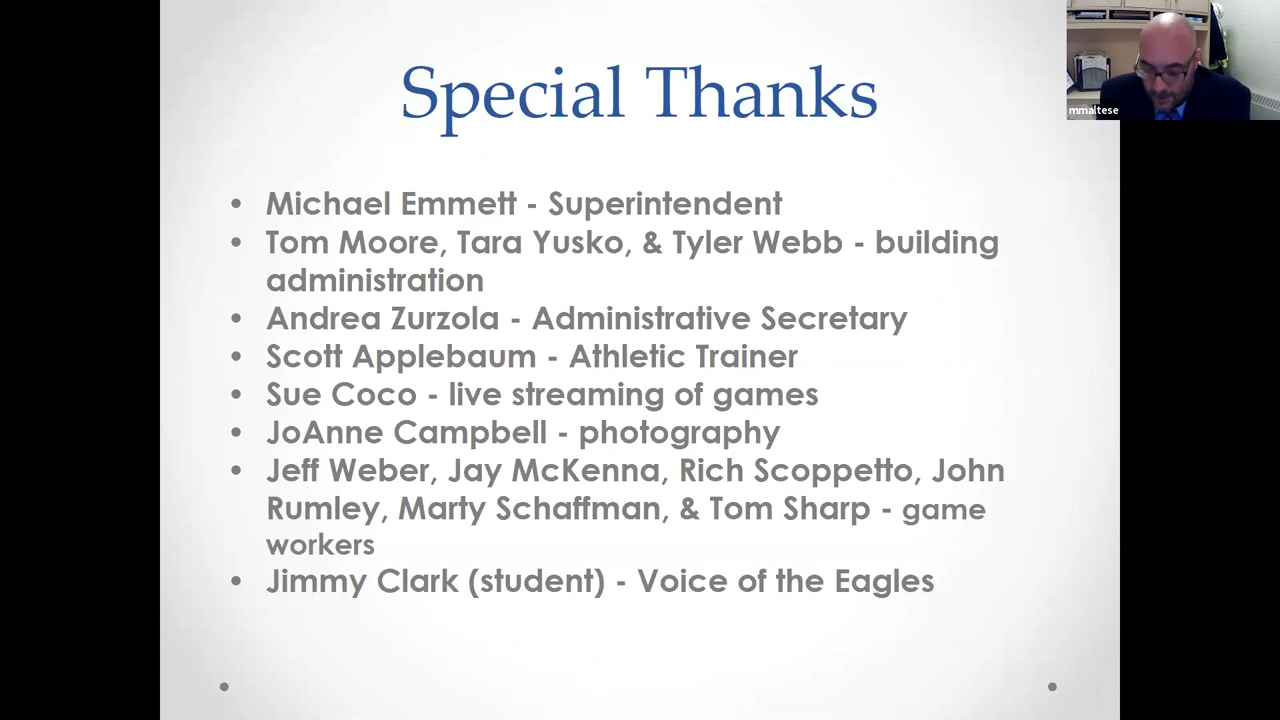 Special Thanks
mmaltese
• Michael Emmett - Superintendent
• Tom Moore, Tara Yusko, & Tyler Webb - building
administration
• Andrea Zurzola - Administrative Secretary
• Scott Applebaum - Athletic Trainer
• Sue Coco - live streaming of games
• JoAnne Campbell - photography
• Jeff Weber, Jay McKenna, Rich Scoppetto, John
Rumley, Marty Schaffman, & Tom Sharp - game
workers
• Jimmy Clark (student) - Voice of the Eagles